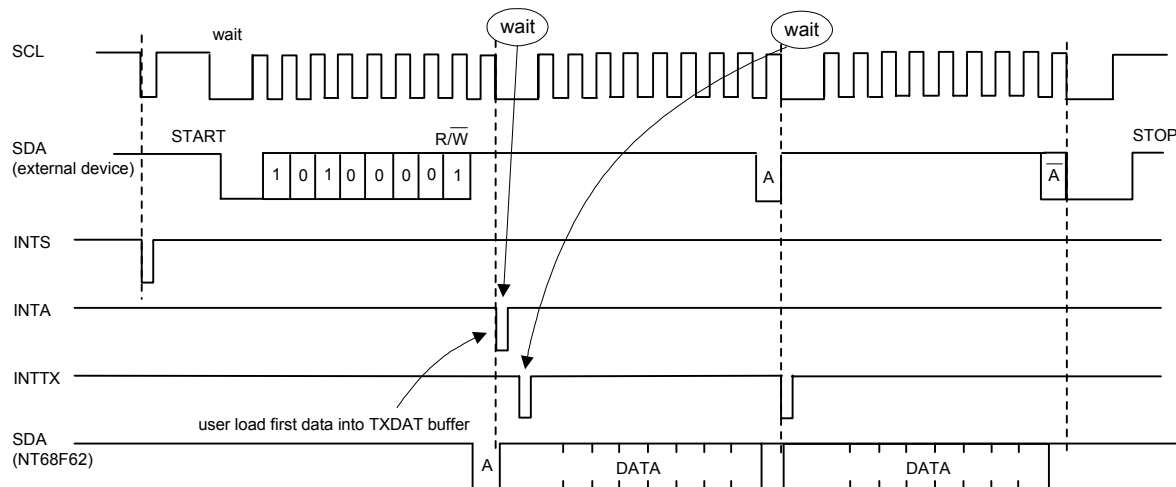 wait
wait
SCL
wait
START
R/W̅
STOP
SDA
(external device)
1 0 1 0 0 0 0 1
A
A̅
INTS
INTA
INTTX
user load first data into TXDAT buffer
SDA
(NT68F62)
A
DATA
DATA